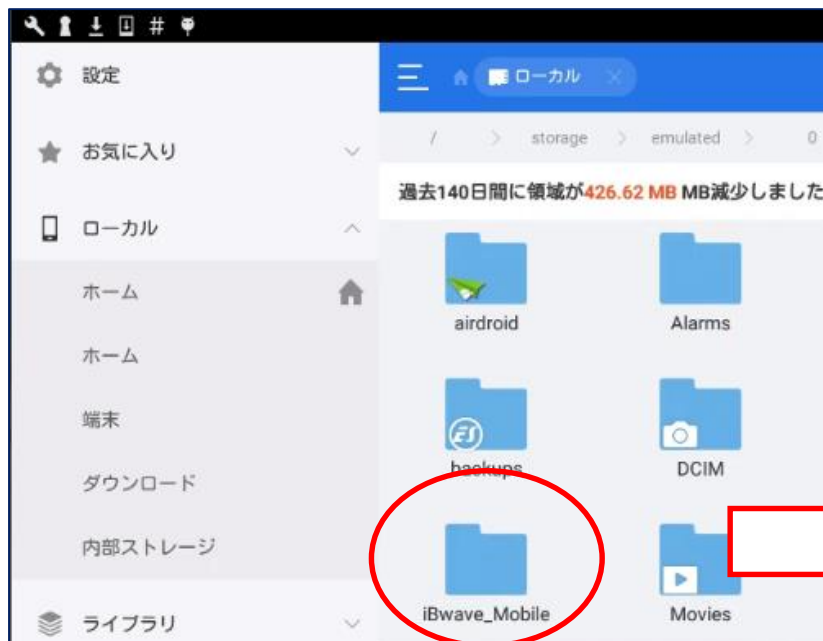 設定
お気に入り
ローカル
ホーム
ホーム
端末
ダウンロード
内部ストレージ
ライブラリ
ローカル
/ > storage > emulated > 0
過去140日間に領域が426.62 MB MB減少しました
airdroid
Alarms
backups
DCIM
iBwave_Mobile
Movies